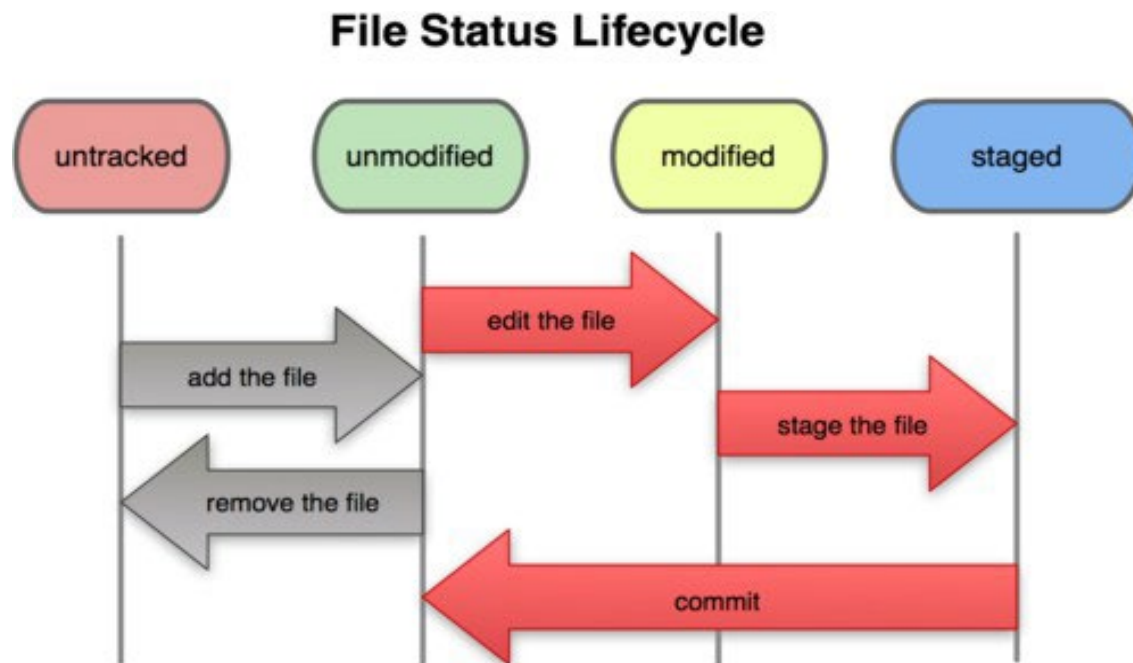 File Status Lifecycle
untracked
unmodified
modified
staged
edit the file
add the file
stage the file
remove the file
commit